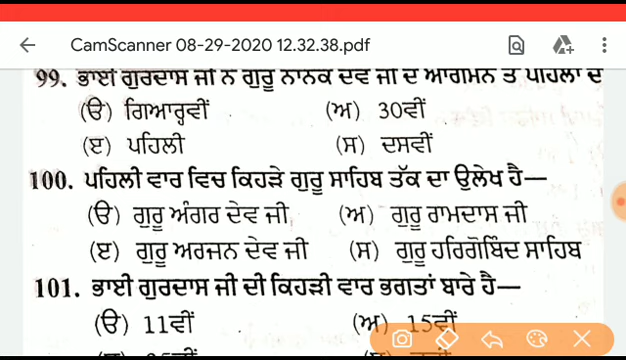 CamScanner 08-29-2020 12.32.38.pdf
99. ਭਾਈ ਗੁਰਦਾਸ ਜੀ ਨੇ ਗੁਰੂ ਨਾਨਕ ਦੇਵ ਜੀ ਦੇ ਆਗਮਨ ਤੋਂ ਪਹਿਲਾਂ ਦੇ
(ੳ) ਗਿਆਰ੍ਹਵੀਂ (ਅ) 30ਵੀਂ
(ੲ) ਪਹਿਲੀ (ਸ) ਦਸਵੀਂ
100. ਪਹਿਲੀ ਵਾਰ ਵਿਚ ਕਿਹੜੇ ਗੁਰੂ ਸਾਹਿਬ ਤੱਕ ਦਾ ਉਲੇਖ ਹੈ—
(ੳ) ਗੁਰੂ ਅੰਗਦ ਦੇਵ ਜੀ (ਅ) ਗੁਰੂ ਰਾਮਦਾਸ ਜੀ
(ੲ) ਗੁਰੂ ਅਰਜਨ ਦੇਵ ਜੀ (ਸ) ਗੁਰੂ ਹਰਿਗੋਬਿੰਦ ਸਾਹਿਬ
101. ਭਾਈ ਗੁਰਦਾਸ ਜੀ ਦੀ ਕਿਹੜੀ ਵਾਰ ਭਗਤਾਂ ਬਾਰੇ ਹੈ—
(ੳ) 11ਵੀਂ (ਅ) 15ਵੀਂ